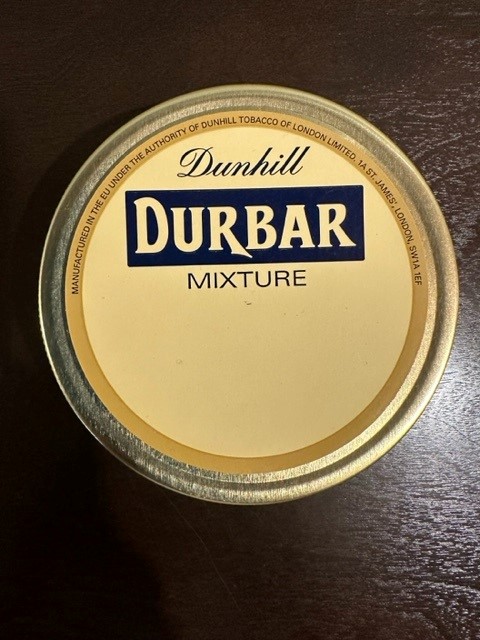 MANUFACTURED IN THE EU UNDER THE AUTHORITY OF DUNHILL TOBACCO OF LONDON LIMITED, 1A ST. JAMES', LONDON, SW1A 1EF
Dunhill
DURBAR
MIXTURE